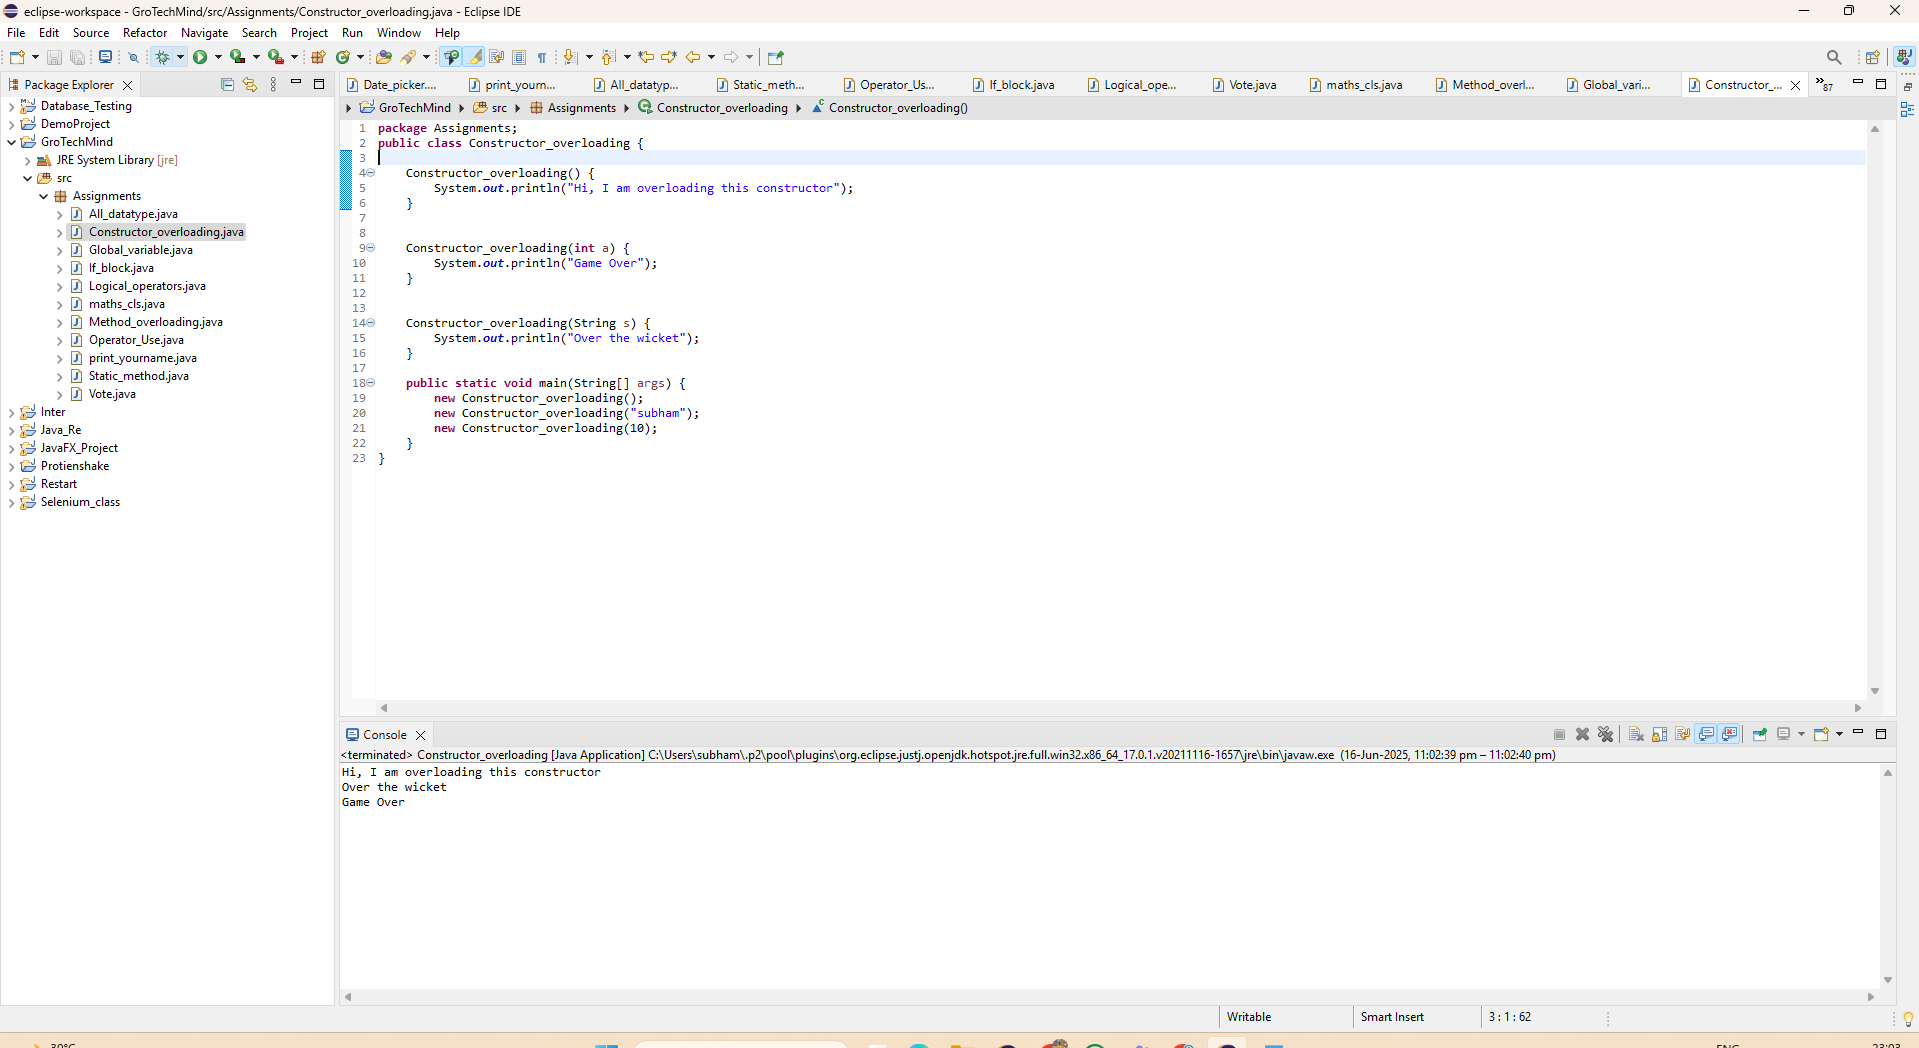 eclipse-workspace - GroTechMind/src/Assignments/Constructor_overloading.java - Eclipse IDE
File Edit Source Refactor Navigate Search Project Run Window Help
Package Explorer
Database_Testing
DemoProject
GroTechMind
JRE System Library [jre]
src
Assignments
All_datatype.java
Constructor_overloading.java
Global_variable.java
If_block.java
Logical_operators.java
maths_cls.java
Method_overloading.java
Operator_Use.java
print_yourname.java
Static_method.java
Vote.java
Inter
Java_Re
JavaFX_Project
Protienshake
Restart
Selenium_class
Date_picker.... print_yourn... All_datatyp... Static_meth... Operator_Us... If_block.java Logical_ope... Vote.java maths_cls.java Method_overl... Global_vari... Constructor_... »87
GroTechMind src Assignments Constructor_overloading Constructor_overloading()
1 package Assignments;
2 public class Constructor_overloading {
3
4 Constructor_overloading() {
5 System.out.println("Hi, I am overloading this constructor");
6 }
7
8
9 Constructor_overloading(int a) {
10 System.out.println("Game Over");
11 }
12
13
14 Constructor_overloading(String s) {
15 System.out.println("Over the wicket");
16 }
17
18 public static void main(String[] args) {
19 new Constructor_overloading();
20 new Constructor_overloading("subham");
21 new Constructor_overloading(10);
22 }
23 }
Console
<terminated> Constructor_overloading [Java Application] C:\Users\subham\.p2\pool\plugins\org.eclipse.justj.openjdk.hotspot.jre.full.win32.x86_64_17.0.1.v20211116-1657\jre\bin\javaw.exe (16-Jun-2025, 11:02:39 pm – 11:02:40 pm)
Hi, I am overloading this constructor
Over the wicket
Game Over
Writable Smart Insert 3 : 1 : 62
30°C ENG 23:03